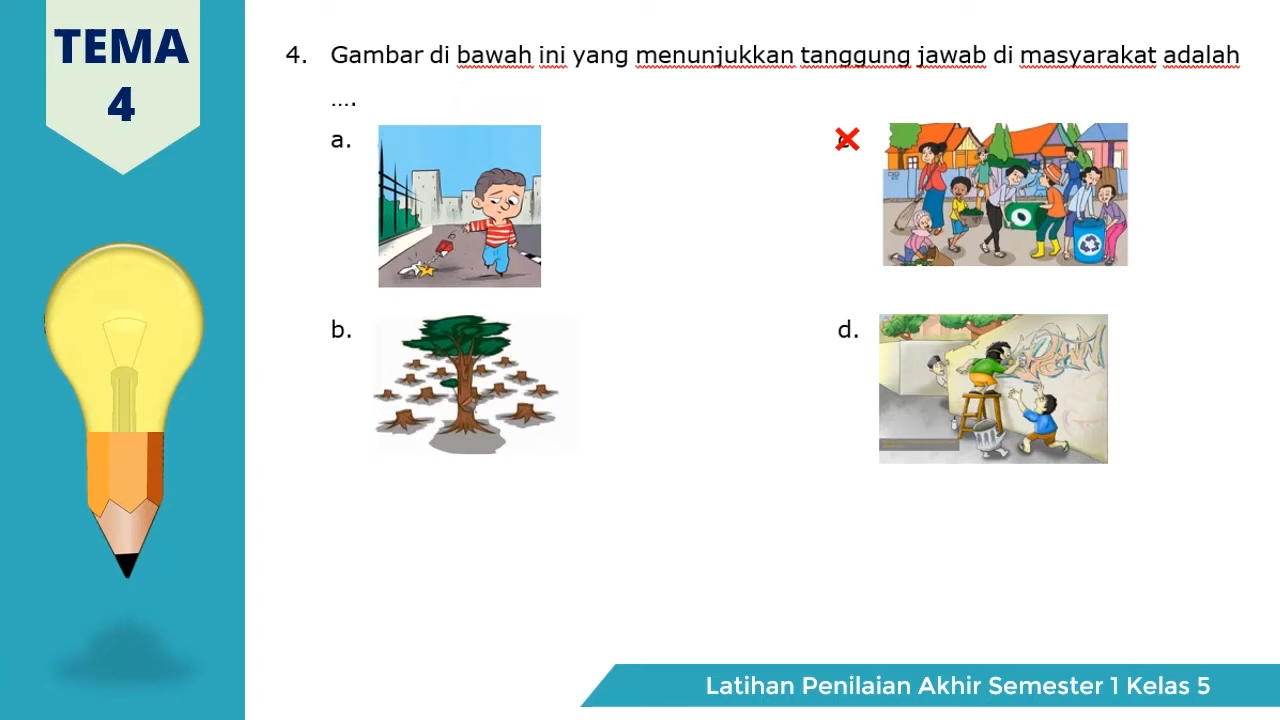 TEMA
4
4. Gambar di bawah ini yang menunjukkan tanggung jawab di masyarakat adalah
....
a.
b.
d.
Latihan Penilaian Akhir Semester 1 Kelas 5